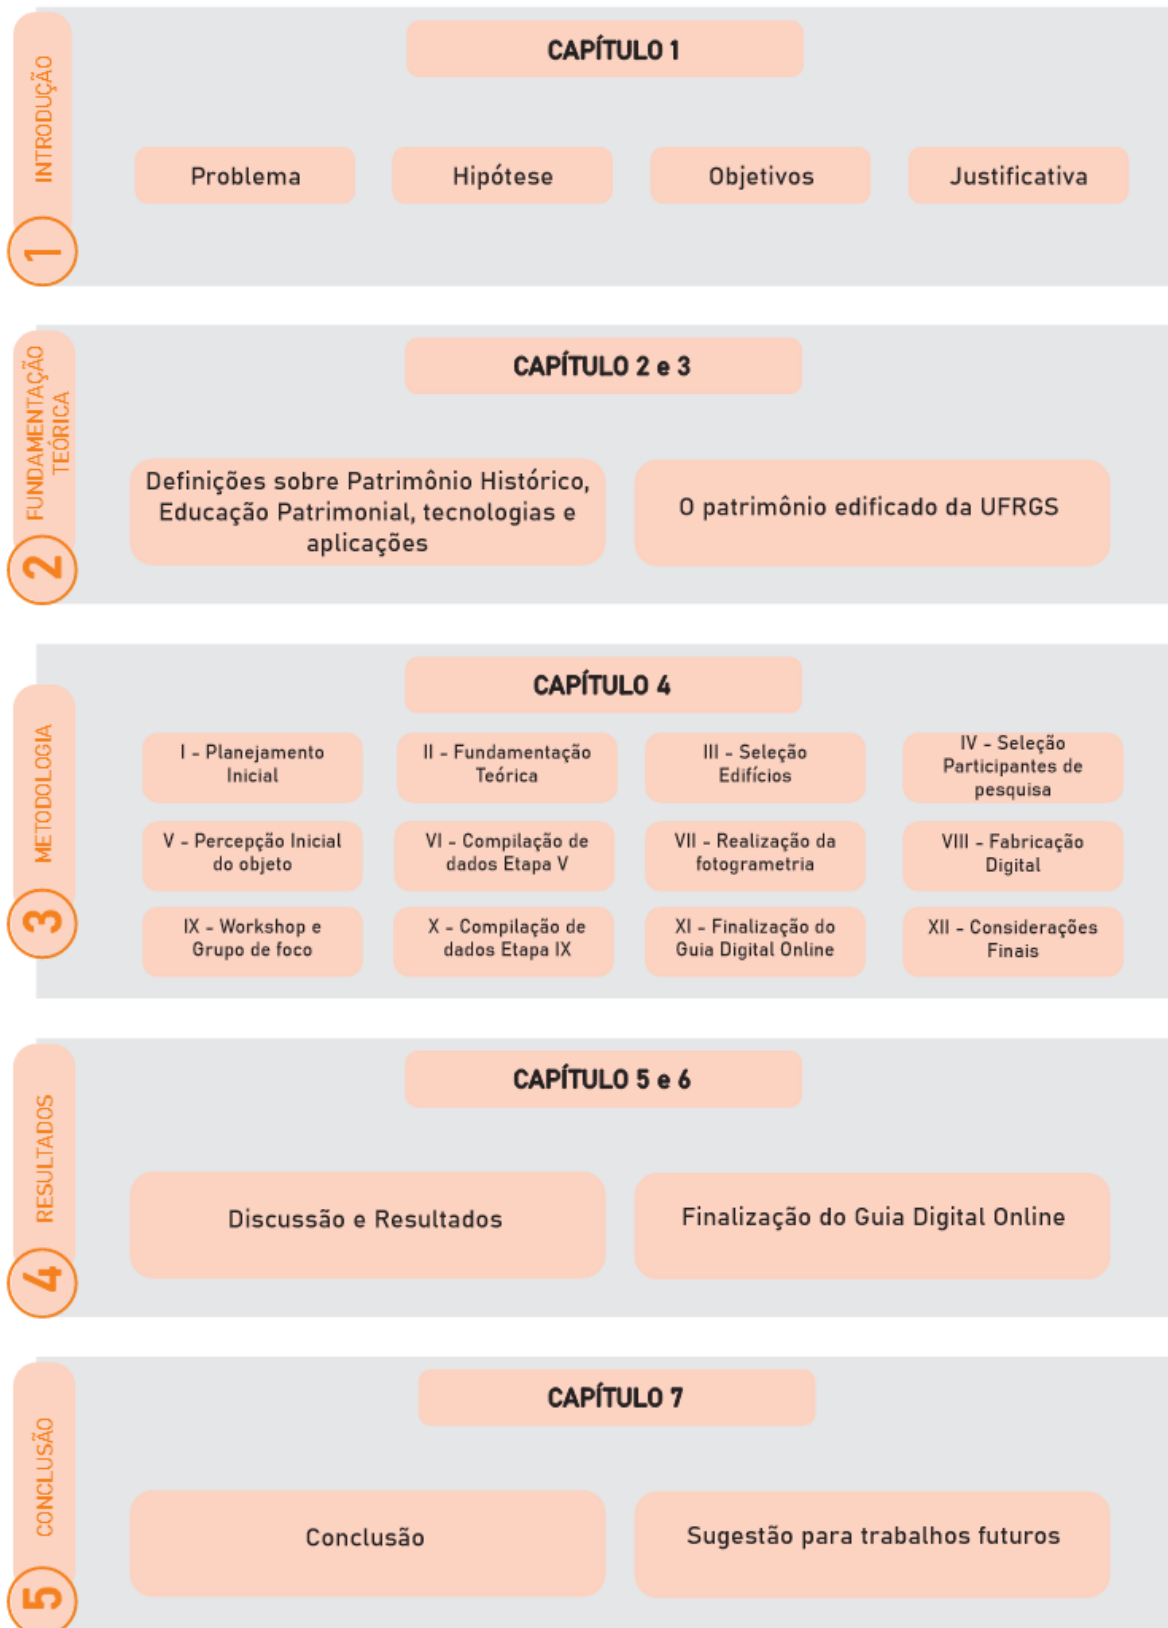 INTRODUÇÃO
1
CAPÍTULO 1
Problema
Hipótese
Objetivos
Justificativa
FUNDAMENTAÇÃO
TEÓRICA
2
CAPÍTULO 2 e 3
Definições sobre Patrimônio Histórico,
Educação Patrimonial, tecnologias e
aplicações
O patrimônio edificado da UFRGS
METODOLOGIA
3
CAPÍTULO 4
I - Planejamento
Inicial
II - Fundamentação
Teórica
III - Seleção
Edifícios
IV - Seleção
Participantes de
pesquisa
V - Percepção Inicial
do objeto
VI - Compilação de
dados Etapa V
VII - Realização da
fotogrametria
VIII - Fabricação
Digital
IX - Workshop e
Grupo de foco
X - Compilação de
dados Etapa IX
XI - Finalização do
Guia Digital Online
XII - Considerações
Finais
RESULTADOS
4
CAPÍTULO 5 e 6
Discussão e Resultados
Finalização do Guia Digital Online
CONCLUSÃO
5
CAPÍTULO 7
Conclusão
Sugestão para trabalhos futuros